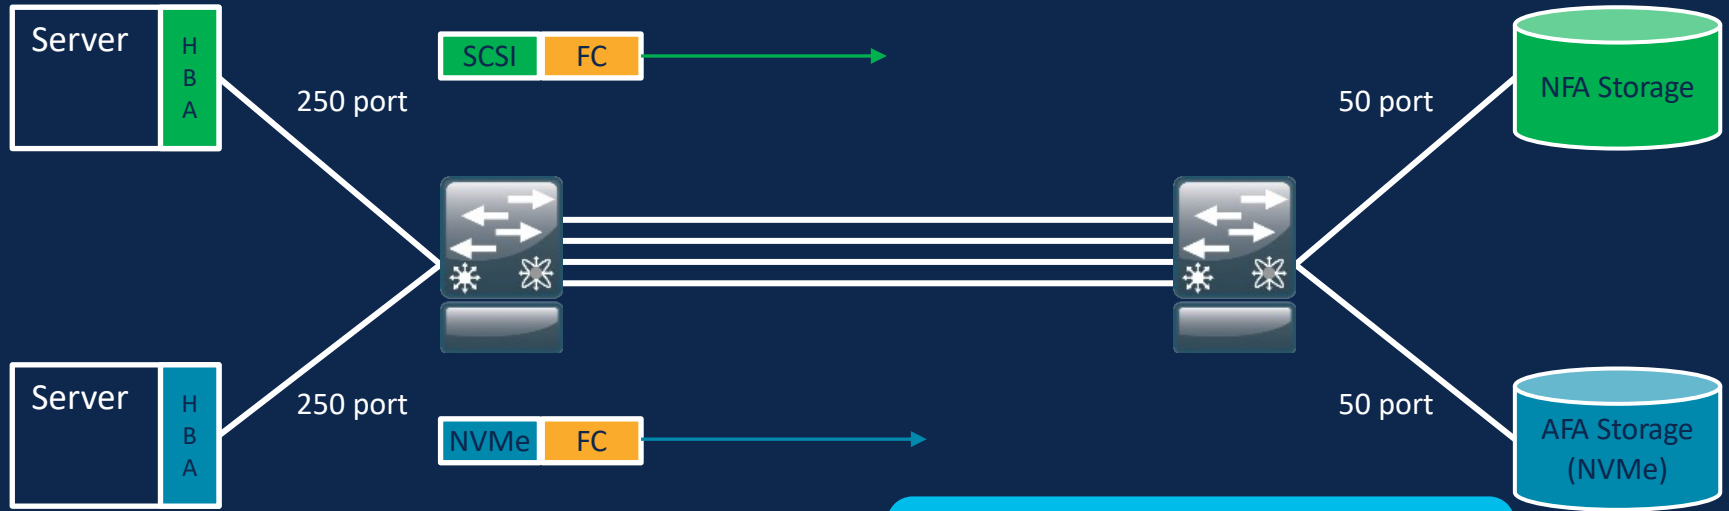 Server
H
B
A
250 port
SCSI FC
50 port
NFA Storage
Server
H
B
A
250 port
NVMe FC
50 port
AFA Storage
(NVMe)